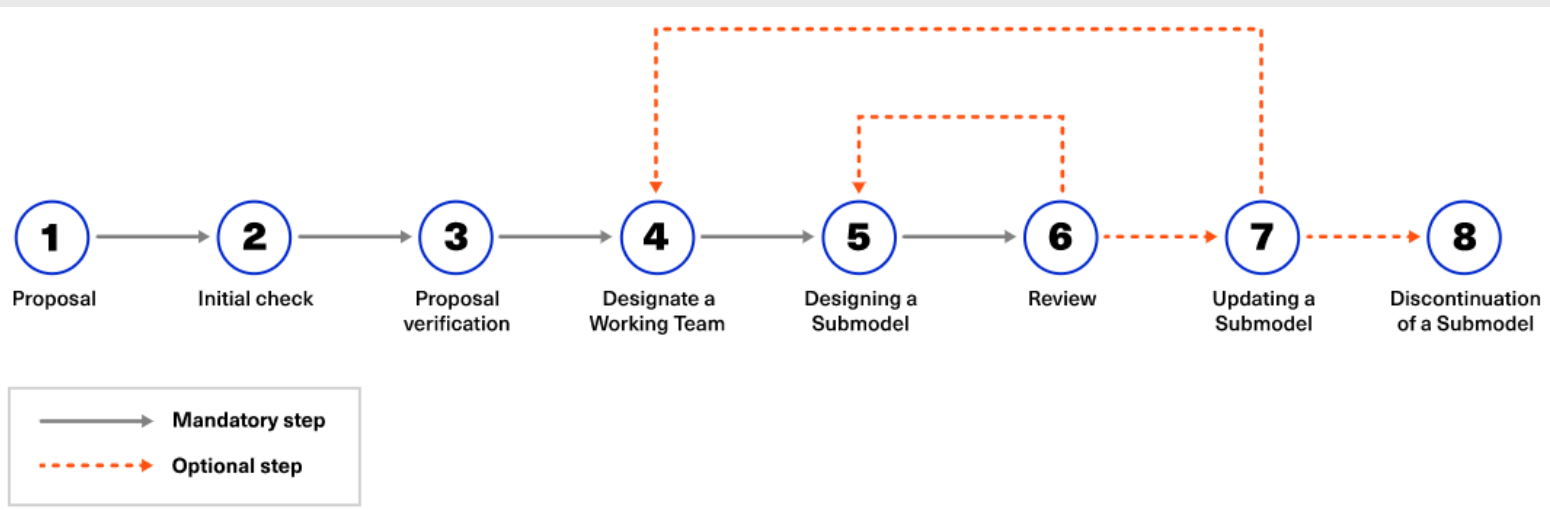 1
2
3
4
5
6
7
8
Proposal
Initial check
Proposal
verification
Designate a
Working Team
Designing a
Submodel
Review
Updating a
Submodel
Discontinuation
of a Submodel
Mandatory step
Optional step